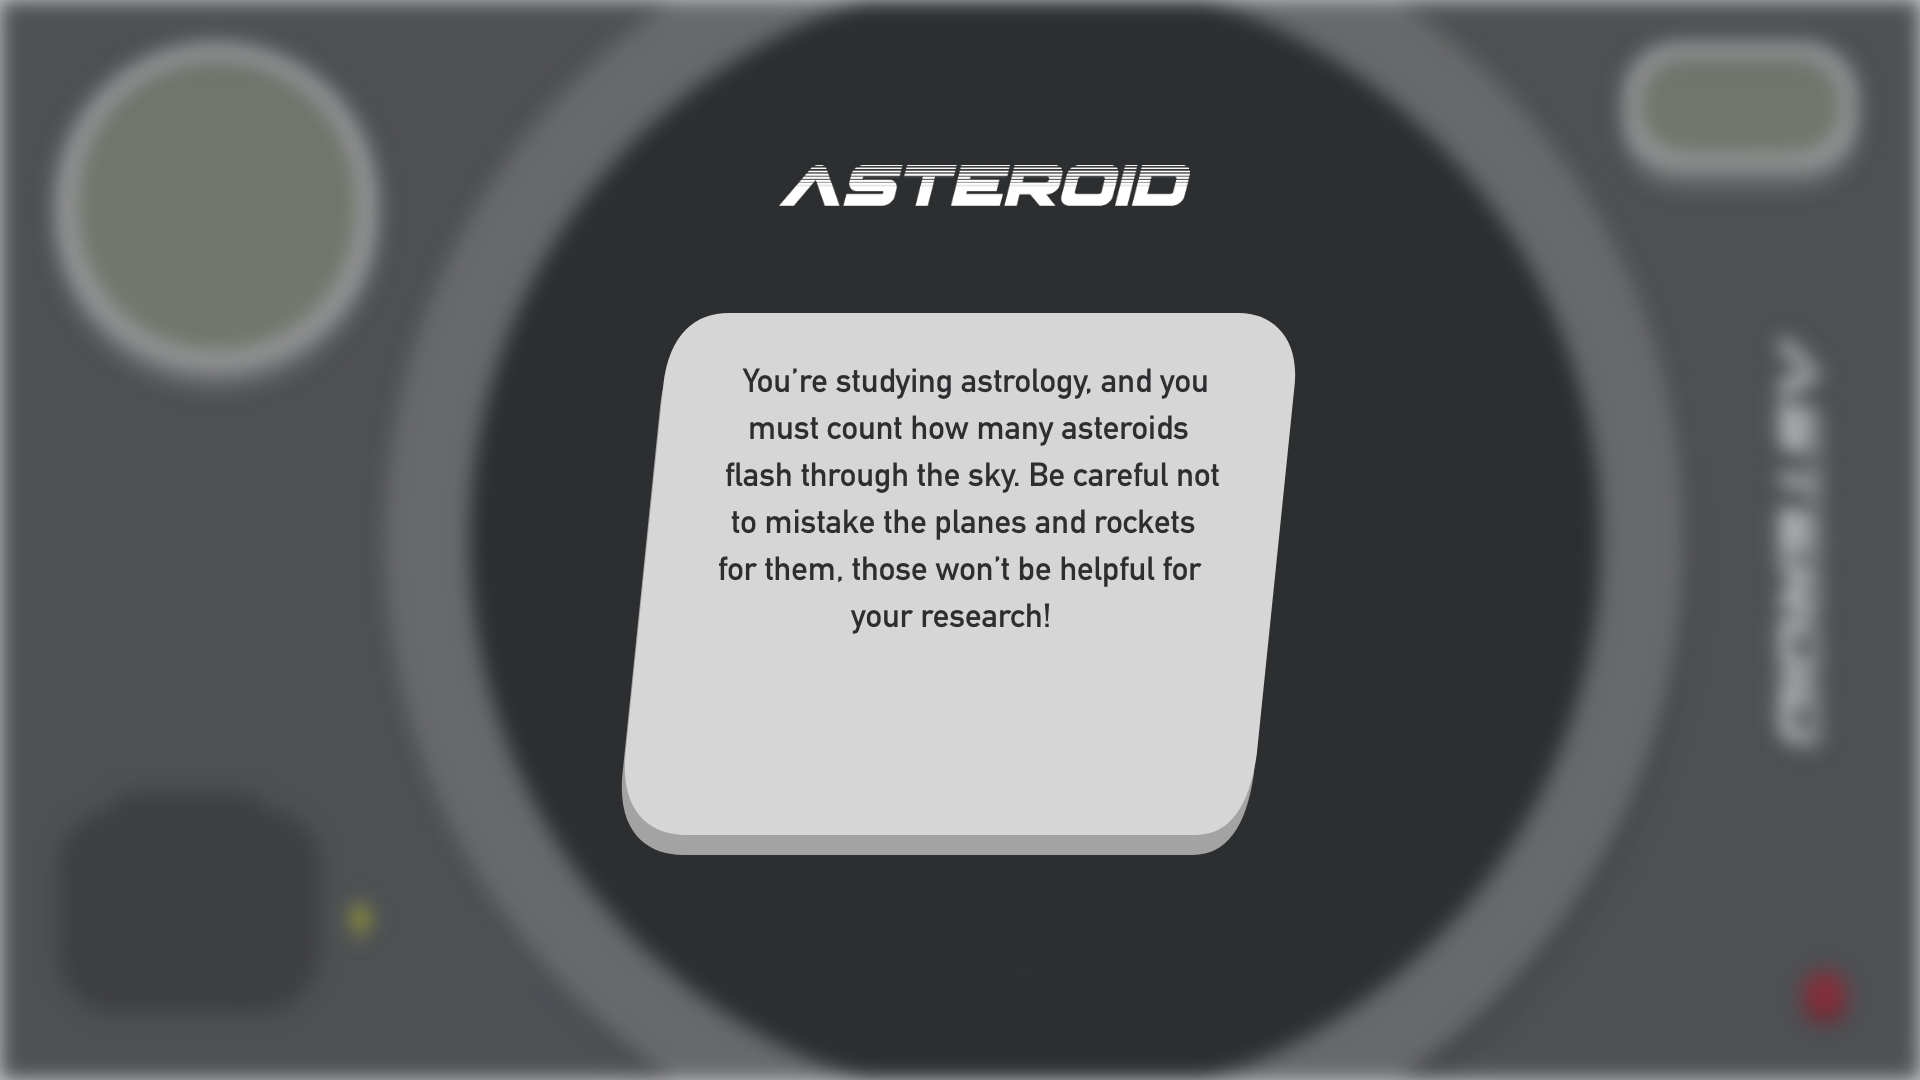 ASTEROID
You’re studying astrology, and you
must count how many asteroids
flash through the sky. Be careful not
to mistake the planes and rockets
for them, those won’t be helpful for
your research!
ASTEROID